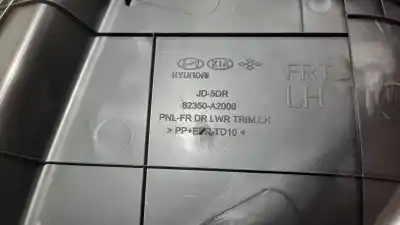 HYUNDAI KIA
FRT
LH
JD-5DR
82350-A2000
PNL-FR DR LWR TRIM,LH